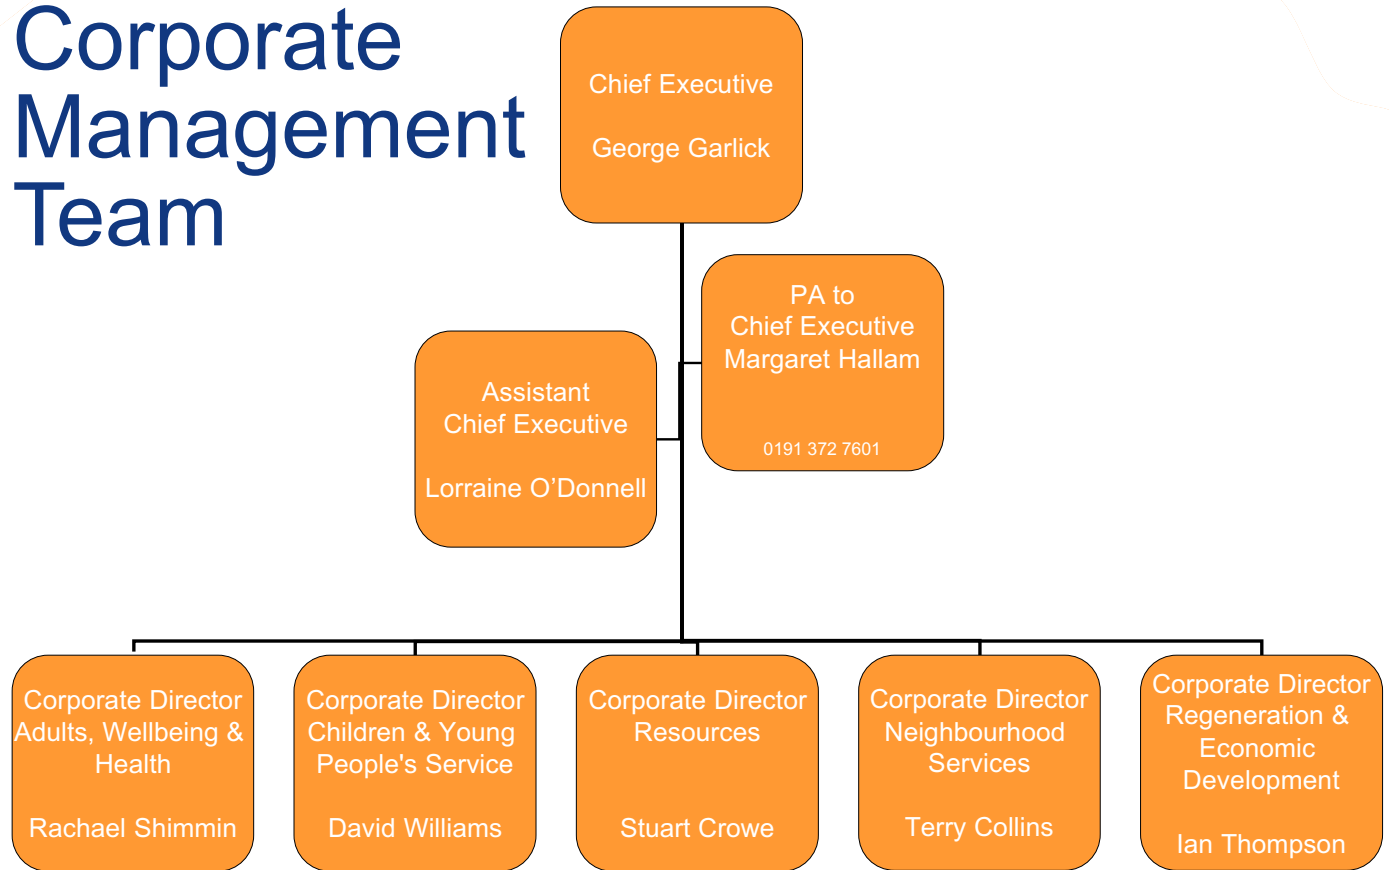 Corporate
Management
Team
Chief Executive
George Garlick
PA to
Chief Executive
Margaret Hallam
0191 372 7601
Assistant
Chief Executive
Lorraine O’Donnell
Corporate Director
Adults, Wellbeing &
Health
Rachael Shimmin
Corporate Director
Children & Young
People's Service
David Williams
Corporate Director
Resources
Stuart Crowe
Corporate Director
Neighbourhood
Services
Terry Collins
Corporate Director
Regeneration &
Economic
Development
Ian Thompson